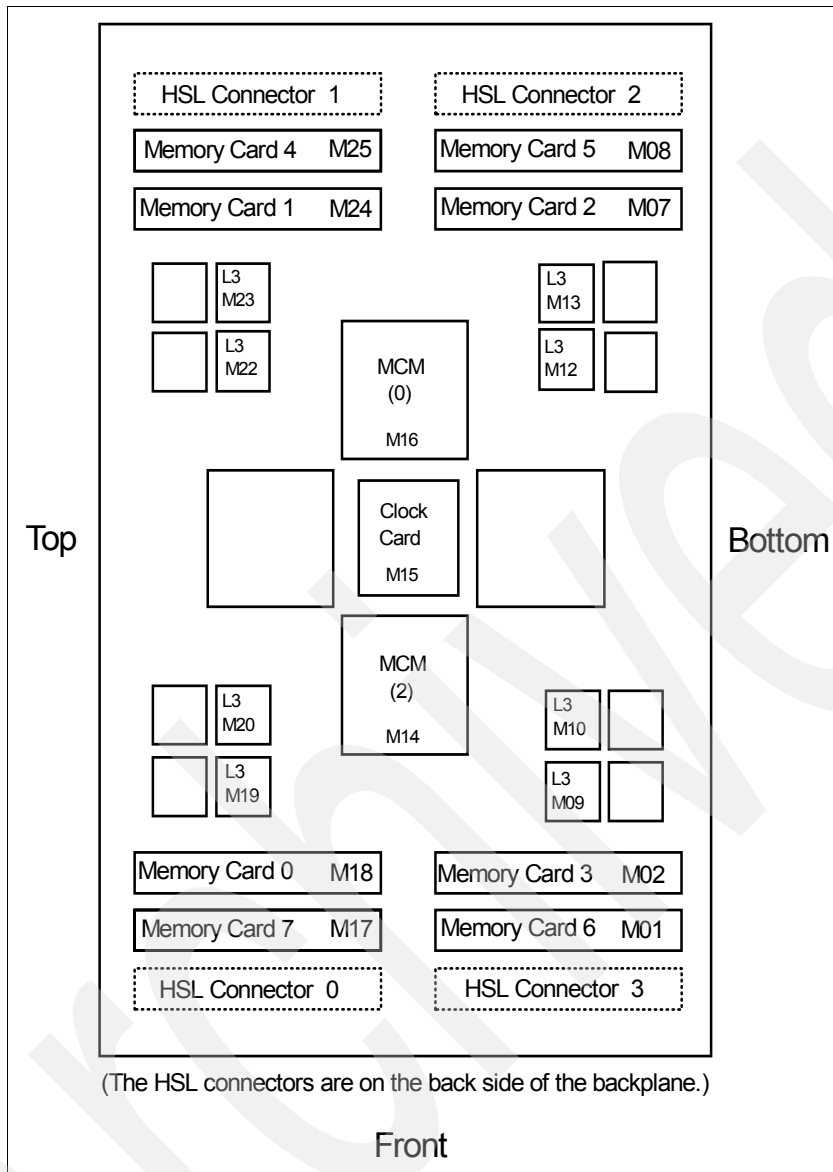 HSL Connector 1
HSL Connector 2
Memory Card 4 M25
Memory Card 5 M08
Memory Card 1 M24
Memory Card 2 M07
L3
M23
L3
M13
L3
M22
L3
M12
MCM
(0)
M16
Top
Clock
Card
M15
Bottom
MCM
(2)
M14
L3
M20
L3
M10
L3
M19
L3
M09
Memory Card 0 M18
Memory Card 3 M02
Memory Card 7 M17
Memory Card 6 M01
HSL Connector 0
HSL Connector 3
(The HSL connectors are on the back side of the backplane.)
Front